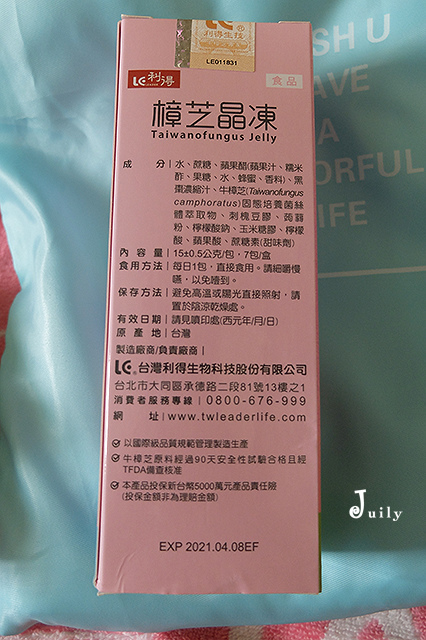 LE
利得生技
LE011831
LE利得
食品
樟芝晶凍
Taiwanofungus Jelly
成分 水、蔗糖、蘋果醋(蘋果汁、糯米
酢、果糖、水、蜂蜜、香料)、黑
棗濃縮汁、牛樟芝(Taiwanofungus
camphoratus)固態培養菌絲
體萃取物、刺槐豆膠、蒟蒻
粉、檸檬酸鈉、玉米糖膠、檸檬
酸、蘋果酸、蔗糖素(甜味劑)
內容量 15±0.5公克/包，7包/盒
食用方法 每日1包，直接食用。請細嚼慢
嚥，以免噎到。
保存方法 避免高溫或陽光直接照射，請
置於陰涼乾燥處。
有效日期 請見噴印處(西元年/月/日)
原產地 台灣
製造廠商/負責廠商
LE 台灣利得生物科技股份有限公司
台北市大同區承德路二段81號13樓之1
消費者服務專線 0800-676-999
網址 www.twleaderlife.com
以國際級品質規範管理製造生產
牛樟芝原料經過90天安全性試驗合格且經
TFDA備查核准
本產品投保新台幣5000萬元產品責任險
(投保金額非為理賠金額)
EXP 2021.04.08EF
SH U
AVE
A
ORFUL
IFE
Juily